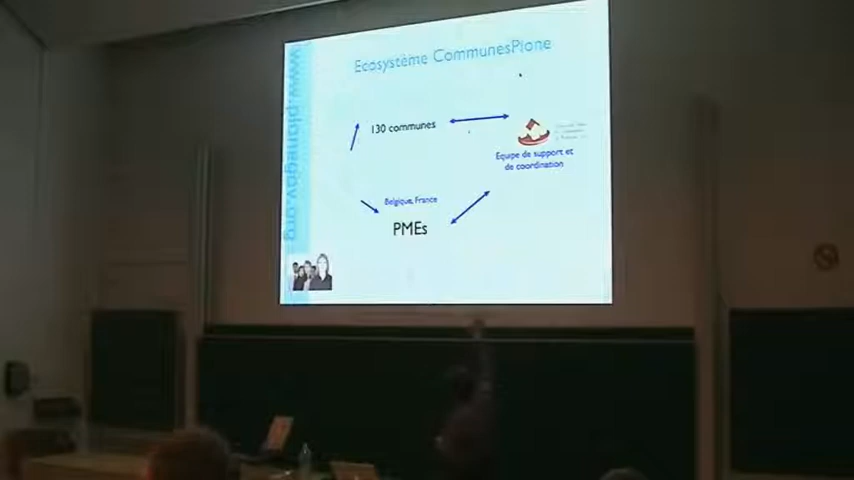 Ecosystème CommunesPlone
www.plonegov.org
130 communes
Equipe de support et
de coordination
Belgique, France
PMEs